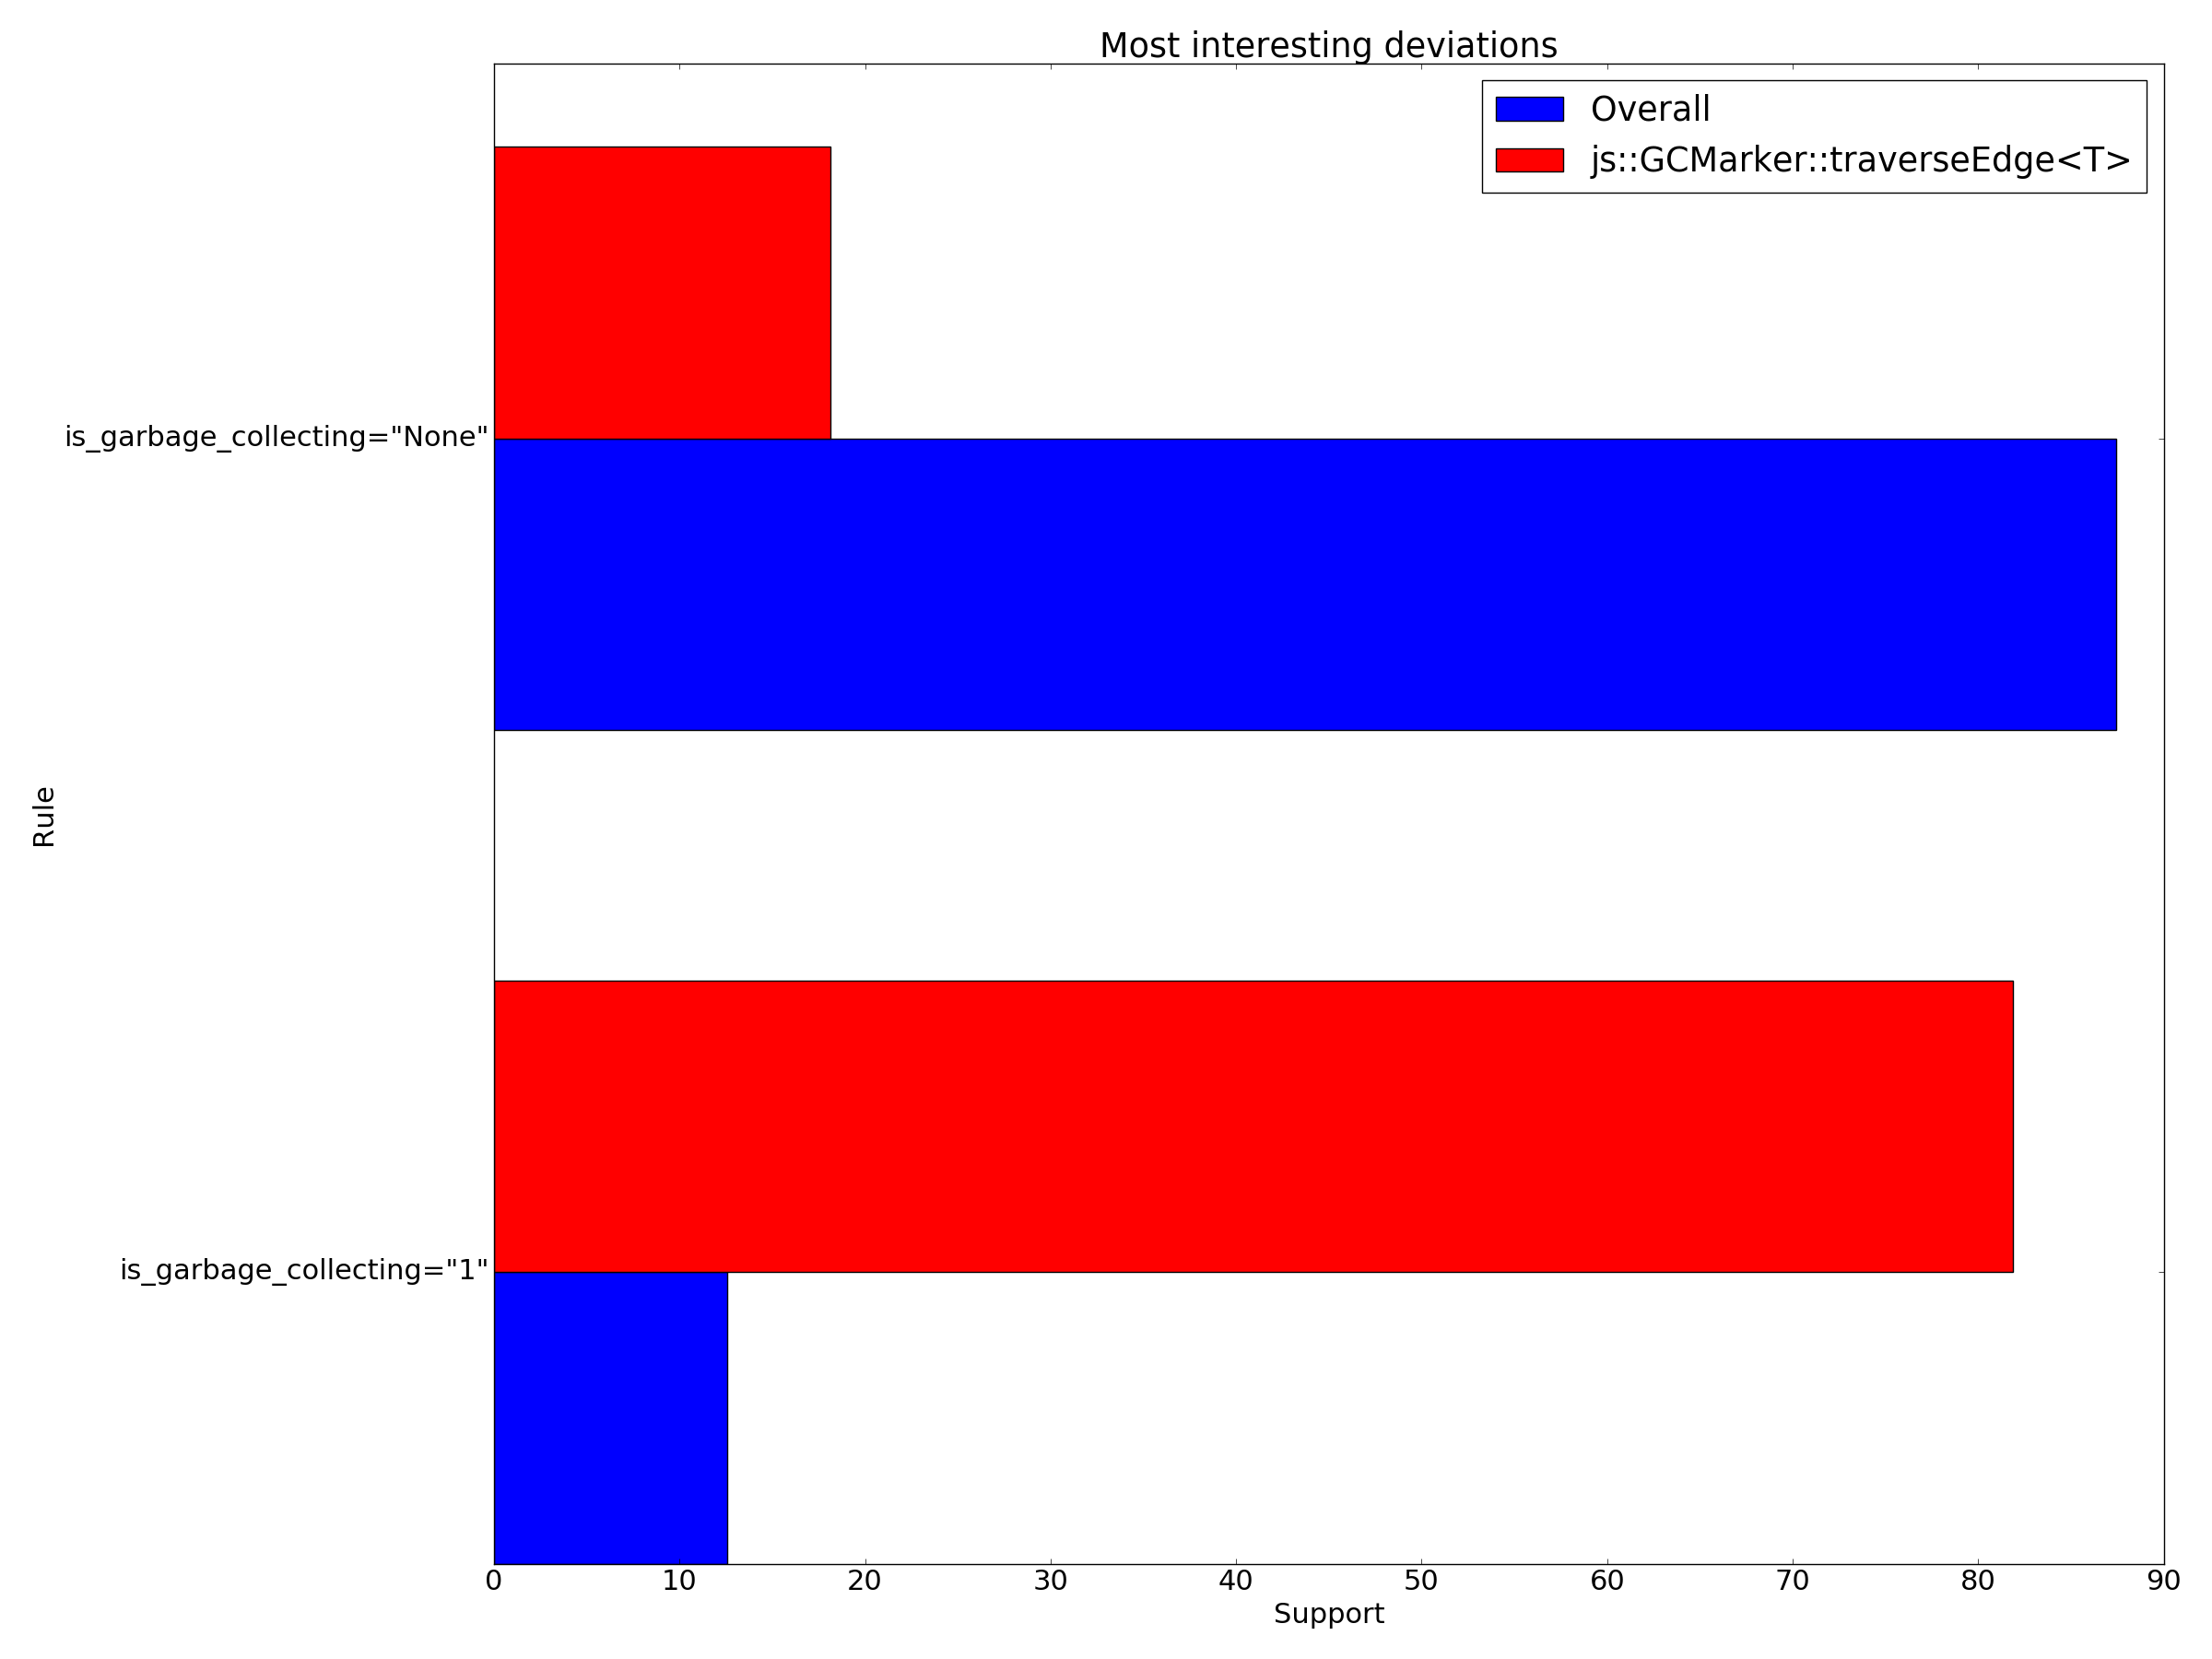 Most interesting deviations
Overall
js::GCMarker::traverseEdge<T>
is_garbage_collecting="None"
Rule
is_garbage_collecting="1"
0 10 20 30 40 50 60 70 80 90
Support